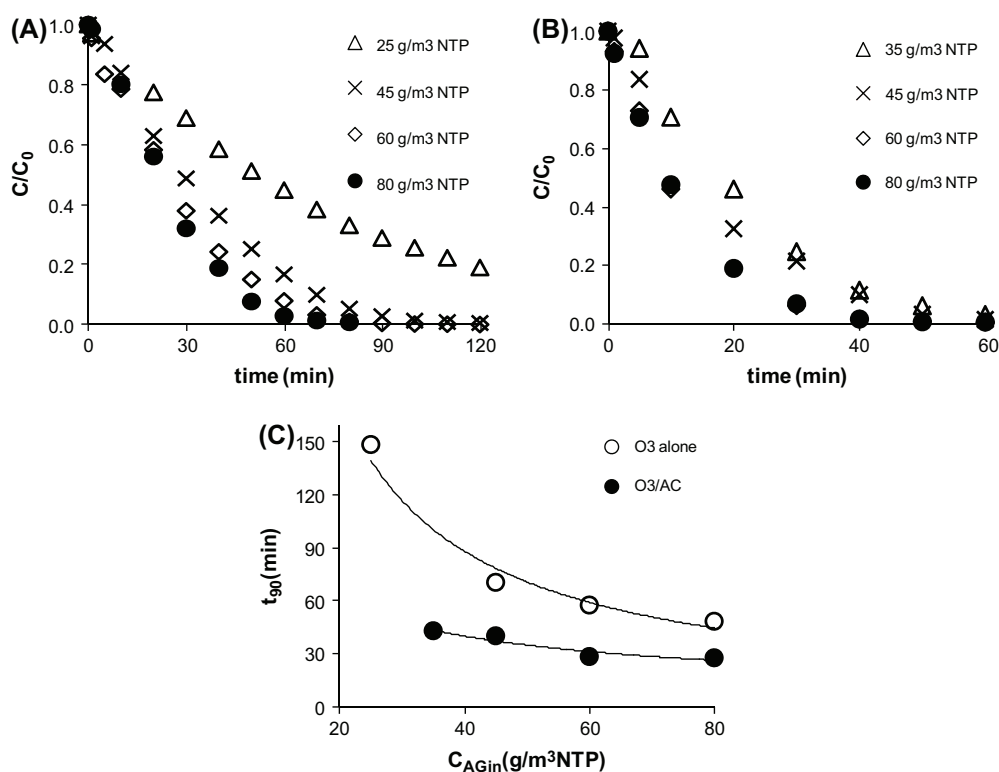 (A)
C/C₀
1.0
0.8
0.6
0.4
0.2
0.0
0
30
60
90
120
time (min)
25 g/m3 NTP
45 g/m3 NTP
60 g/m3 NTP
80 g/m3 NTP
(B)
C/C₀
1.0
0.8
0.6
0.4
0.2
0.0
0
20
40
60
time (min)
35 g/m3 NTP
45 g/m3 NTP
60 g/m3 NTP
80 g/m3 NTP
(C)
t₉₀(min)
150
120
90
60
30
0
20
40
60
80
C_AGin(g/m³NTP)
O3 alone
O3/AC